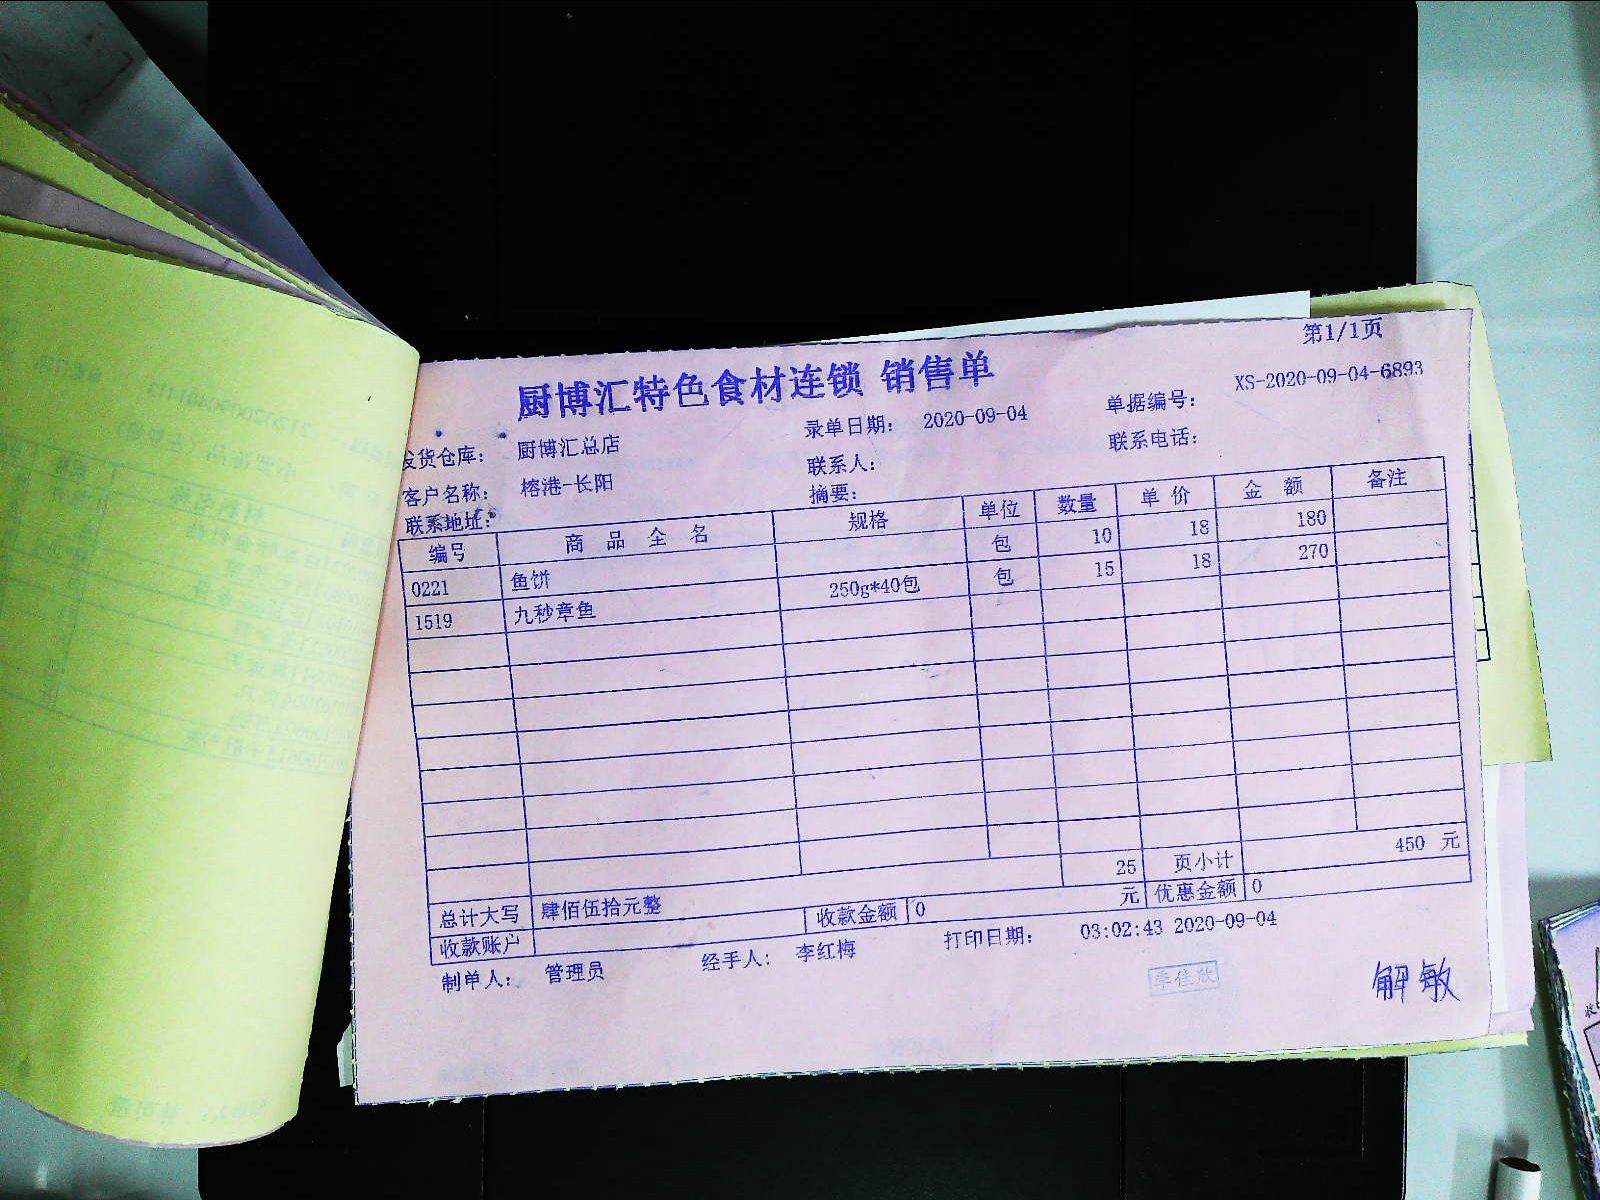 第1/1页
厨博汇特色食材连锁 销售单
发货仓库： 厨博汇总店 录单日期： 2020-09-04 单据编号： XS-2020-09-04-6893
客户名称： 榕港-长阳 联系人： 联系电话：
联系地址： 摘要：
编号 商品全名 规格 单位 数量 单价 金额 备注
0221 鱼饼 包 10 18 180
1519 九秒章鱼 250g*40包 包 15 18 270
25 页小计 450 元
总计大写 肆佰伍拾元整 收款金额 0 元 优惠金额 0
收款账户
制单人： 管理员 经手人： 李红梅 打印日期： 03:02:43 2020-09-04
解敏